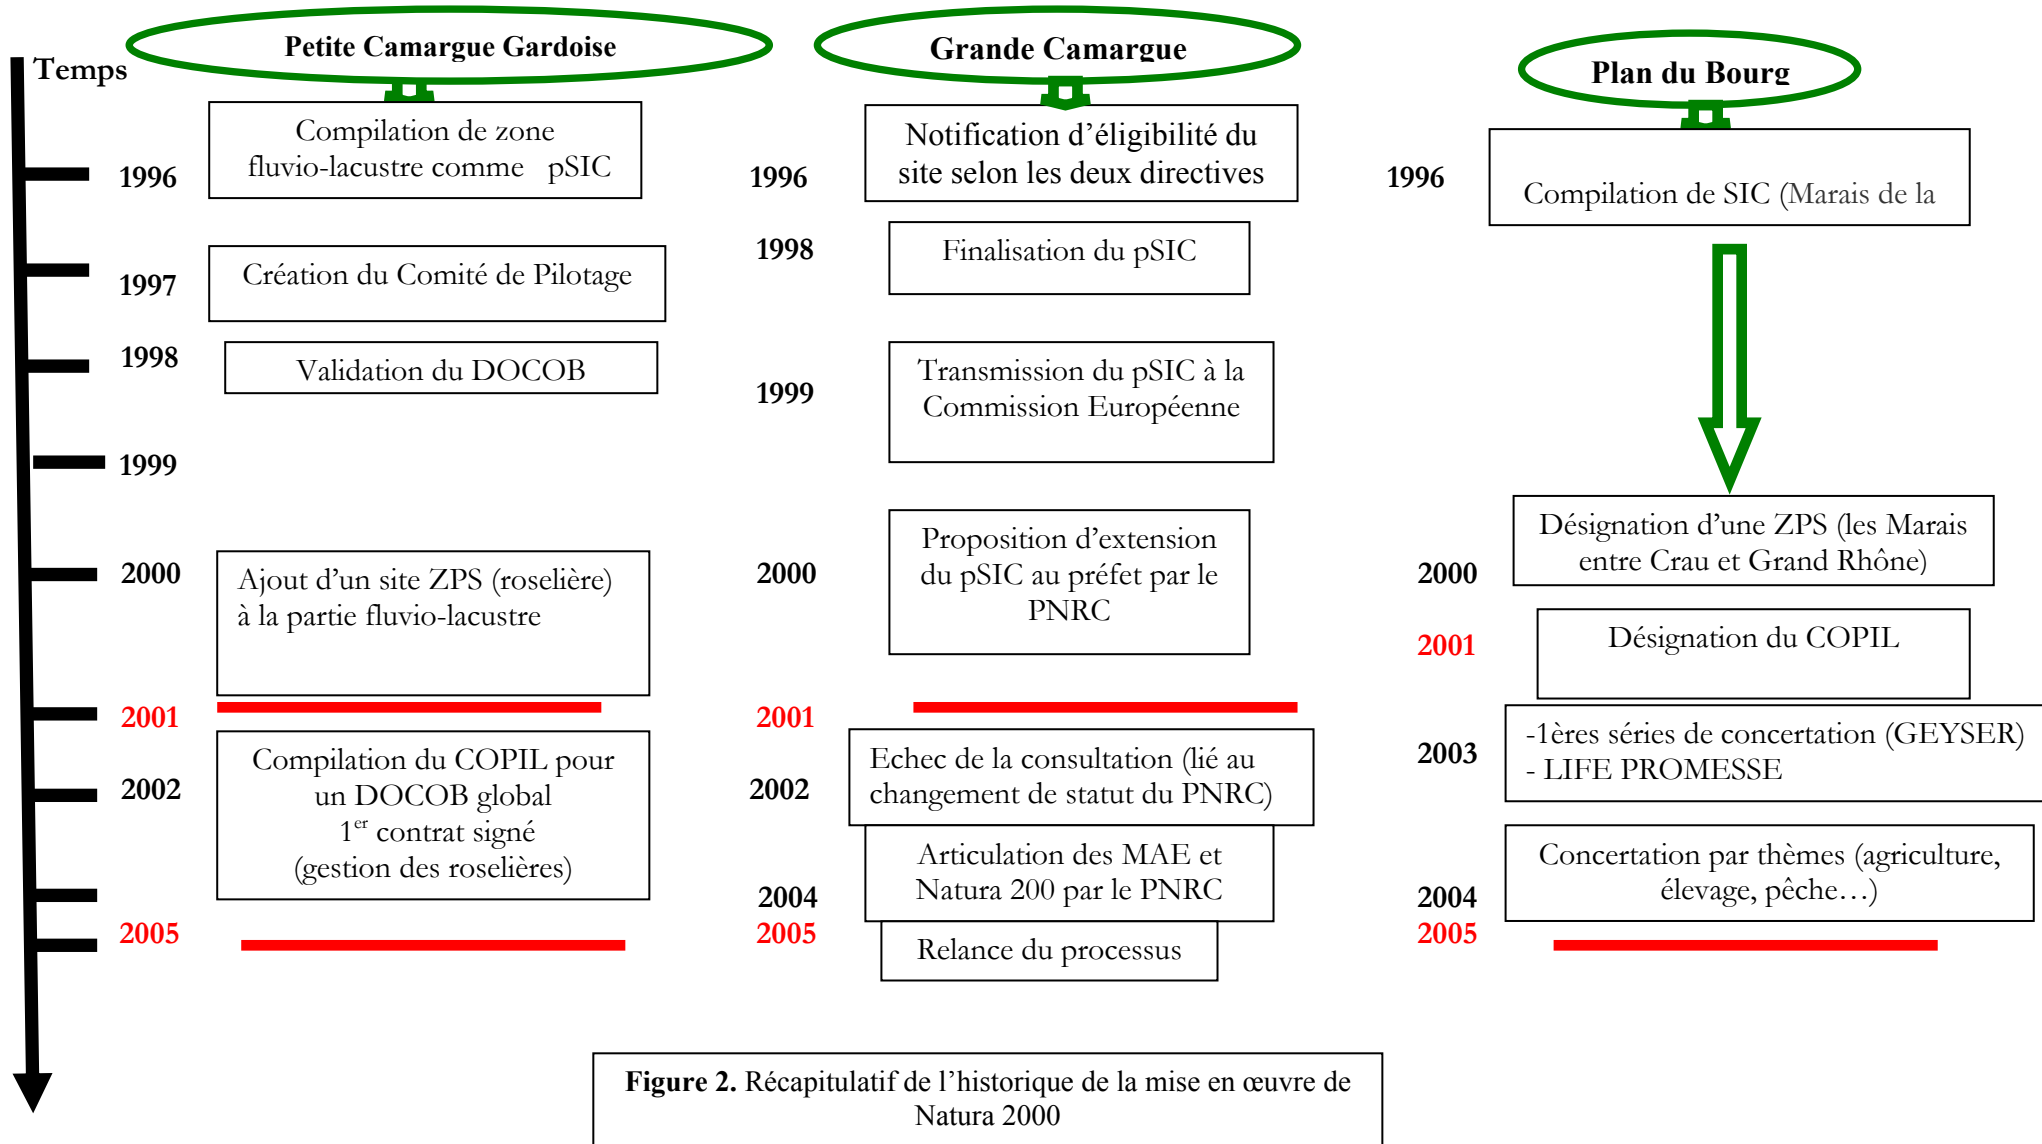 Temps
Petite Camargue Gardoise
1996
Compilation de zone
fluvio-lacustre comme pSIC
1997
Création du Comité de Pilotage
1998
Validation du DOCOB
1999
2000
Ajout d’un site ZPS (roselière)
à la partie fluvio-lacustre
2001
2002
Compilation du COPIL pour
un DOCOB global
1er contrat signé
(gestion des roselières)
2005
Grande Camargue
1996
Notification d’éligibilité du
site selon les deux directives
1998
Finalisation du pSIC
1999
Transmission du pSIC à la
Commission Européenne
2000
Proposition d’extension
du pSIC au préfet par le
PNRC
2001
2002
Echec de la consultation (lié au
changement de statut du PNRC)
2004
Articulation des MAE et
Natura 200 par le PNRC
2005
Relance du processus
Plan du Bourg
1996
Compilation de SIC (Marais de la
2000
Désignation d’une ZPS (les Marais
entre Crau et Grand Rhône)
2001
Désignation du COPIL
2003
-1ères séries de concertation (GEYSER)
- LIFE PROMESSE
2004
Concertation par thèmes (agriculture,
élevage, pêche…)
2005
Figure 2. Récapitulatif de l’historique de la mise en œuvre de
Natura 2000